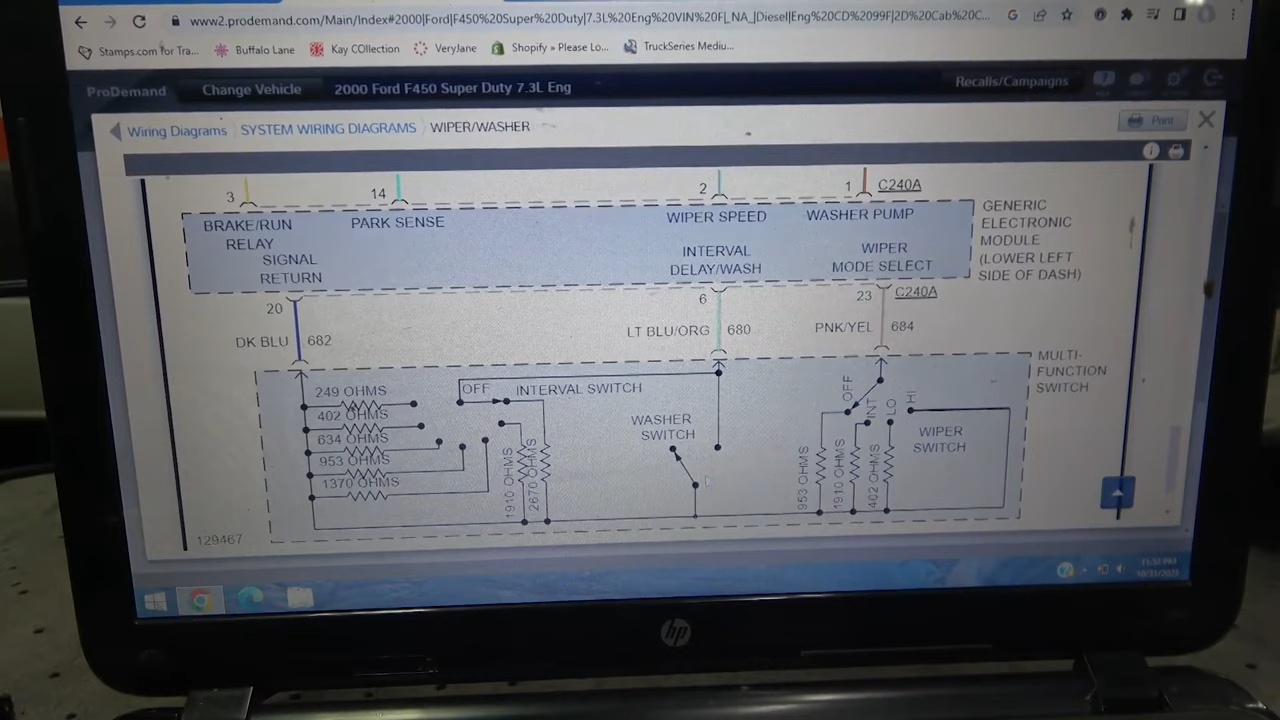 www2.prodemand.com/Main/Index#2000|Ford|F450%20Super%20Duty|7.3L%20Eng%20VIN%20F|_NA_|Diesel|Eng%20CD%2099F|2D%20Cab%20C...
Stamps.com for Tra... Buffalo Lane Kay COllection VeryJane Shopify » Please Lo... TruckSeries Mediu...
ProDemand Change Vehicle 2000 Ford F450 Super Duty 7.3L Eng Recalls/Campaigns
Wiring Diagrams SYSTEM WIRING DIAGRAMS WIPER/WASHER Print
3 14 2 1 C240A
BRAKE/RUN
RELAY
PARK SENSE
WIPER SPEED
WASHER PUMP
SIGNAL
RETURN
INTERVAL
DELAY/WASH
WIPER
MODE SELECT
GENERIC
ELECTRONIC
MODULE
(LOWER LEFT
SIDE OF DASH)
20 6 23 C240A
DK BLU 682 LT BLU/ORG 680 PNK/YEL 684
MULTI-
FUNCTION
SWITCH
249 OHMS
402 OHMS
634 OHMS
953 OHMS
1370 OHMS
OFF INTERVAL SWITCH
1910 OHMS
2670 OHMS
WASHER
SWITCH
OFF
INT
LO
HI
WIPER
SWITCH
953 OHMS
1910 OHMS
402 OHMS
129467
11:51 PM
hp